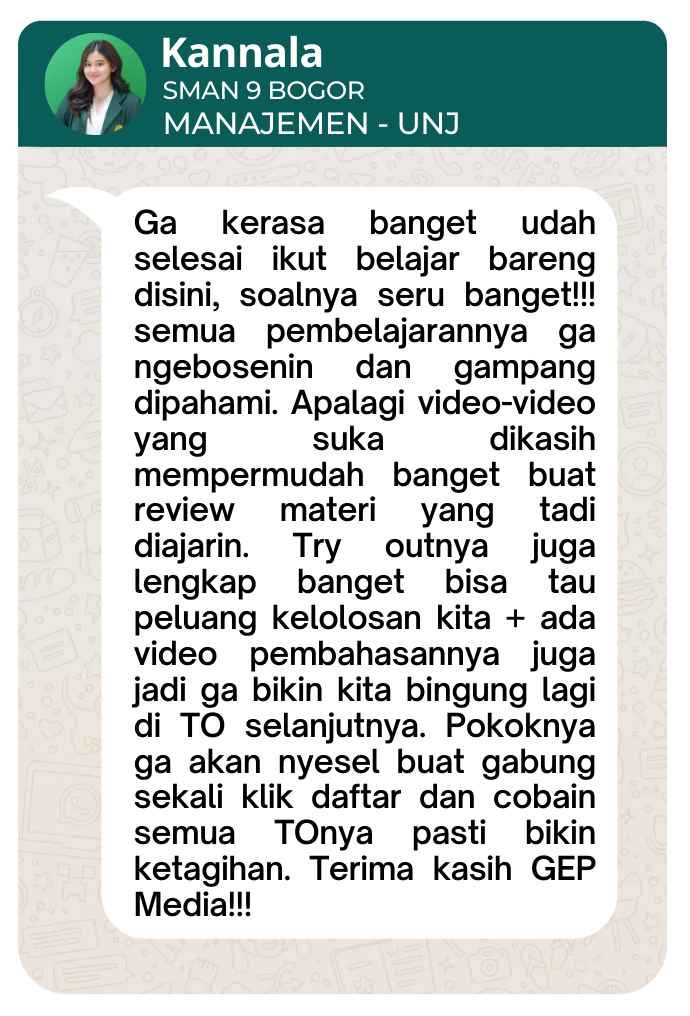 Kannala
SMAN 9 BOGOR
MANAJEMEN - UNJ
Ga kerasa banget udah
selesai ikut belajar bareng
disini, soalnya seru banget!!!
semua pembelajarannya ga
ngebosenin dan gampang
dipahami. Apalagi video-video
yang suka dikasih
mempermudah banget buat
review materi yang tadi
diajarin. Try outnya juga
lengkap banget bisa tau
peluang kelolosan kita + ada
video pembahasannya juga
jadi ga bikin kita bingung lagi
di TO selanjutnya. Pokoknya
ga akan nyesel buat gabung
sekali klik daftar dan cobain
semua TOnya pasti bikin
ketagihan. Terima kasih GEP
Media!!!